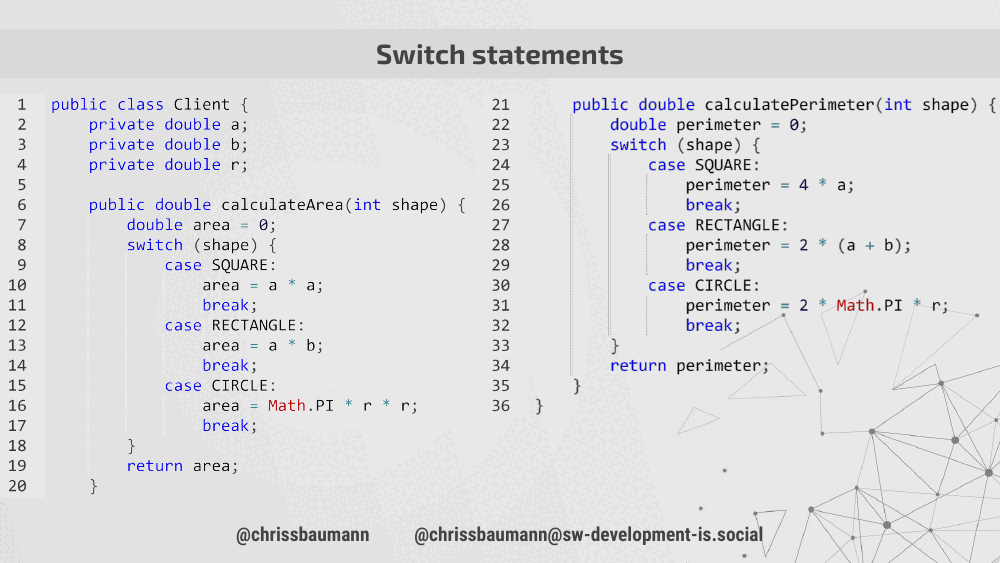 Switch statements
1 public class Client {
2     private double a;
3     private double b;
4     private double r;
5
6     public double calculateArea(int shape) {
7         double area = 0;
8         switch (shape) {
9             case SQUARE:
10                 area = a * a;
11                 break;
12             case RECTANGLE:
13                 area = a * b;
14                 break;
15             case CIRCLE:
16                 area = Math.PI * r * r;
17                 break;
18         }
19         return area;
20     }
21     public double calculatePerimeter(int shape) {
22         double perimeter = 0;
23         switch (shape) {
24             case SQUARE:
25                 perimeter = 4 * a;
26                 break;
27             case RECTANGLE:
28                 perimeter = 2 * (a + b);
29                 break;
30             case CIRCLE:
31                 perimeter = 2 * Math.PI * r;
32                 break;
33         }
34         return perimeter;
35     }
36 }
@chrissbaumann @chrissbaumann@sw-development-is.social